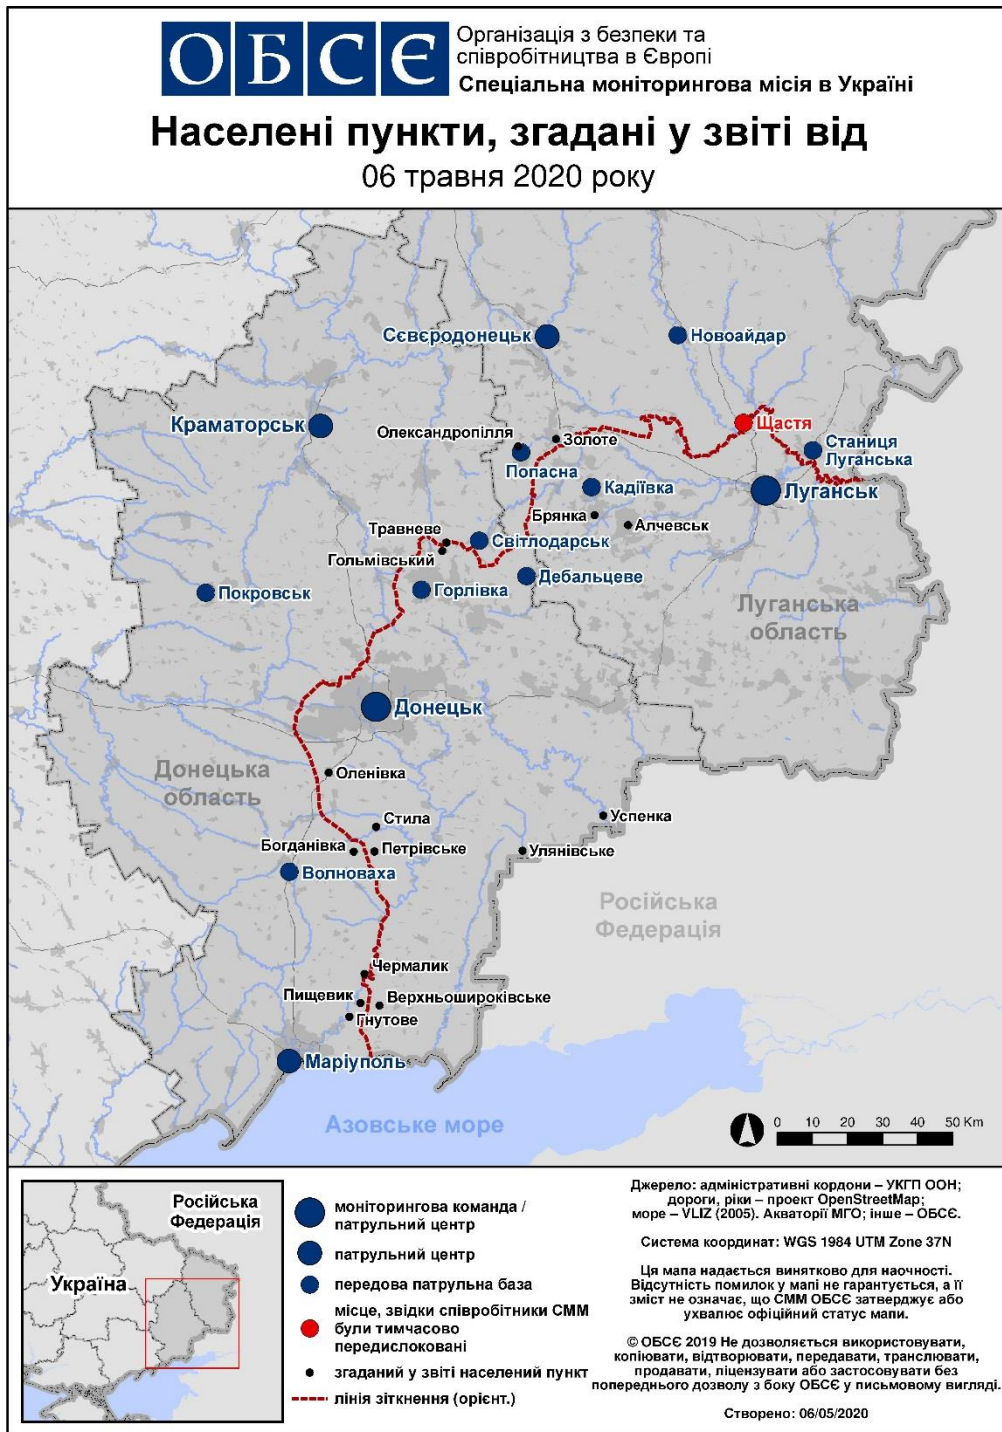 ОБСЄ
Організація з безпеки та
співробітництва в Європі
Спеціальна моніторингова місія в Україні
Населені пункти, згадані у звіті від
06 травня 2020 року
Сєвєродонецьк
Новоайдар
Краматорськ
Олександропілля
Золоте
Щастя
Станиця
Луганська
Попасна
Кадіївка
Луганськ
Брянка
Алчевськ
Травневе
Гольмівський
Світлодарськ
Дебальцеве
Покровськ
Горлівка
Луганська
область
Донецьк
Донецька
область
Оленівка
Стила
Успенка
Богданівка
Петрівське
Улянівське
Волноваха
Російська
Федерація
Чермалик
Пищевик
Верхньошироківське
Гнутове
Маріуполь
Азовське море
0 10 20 30 40 50 Km
Російська
Федерація
Україна
моніторингова команда /
патрульний центр
патрульний центр
передова патрульна база
місце, звідки співробітники СММ
були тимчасово
передислоковані
згаданий у звіті населений пункт
лінія зіткнення (орієнт.)
Джерело: адміністративні кордони – УКГП ООН;
дороги, ріки – проект OpenStreetMap;
море – VLIZ (2005). Акваторії МГО; інше – ОБСЄ.
Система координат: WGS 1984 UTM Zone 37N
Ця мапа надається винятково для наочності.
Відсутність помилок у мапі не гарантується, а її
зміст не означає, що СММ ОБСЄ затверджує або
ухвалює офіційний статус мапи.
© ОБСЄ 2019 Не дозволяється використовувати,
копіювати, відтворювати, передавати, транслювати,
продавати, ліцензувати або застосовувати без
попереднього дозволу з боку ОБСЄ у письмовому вигляді.
Створено: 06/05/2020